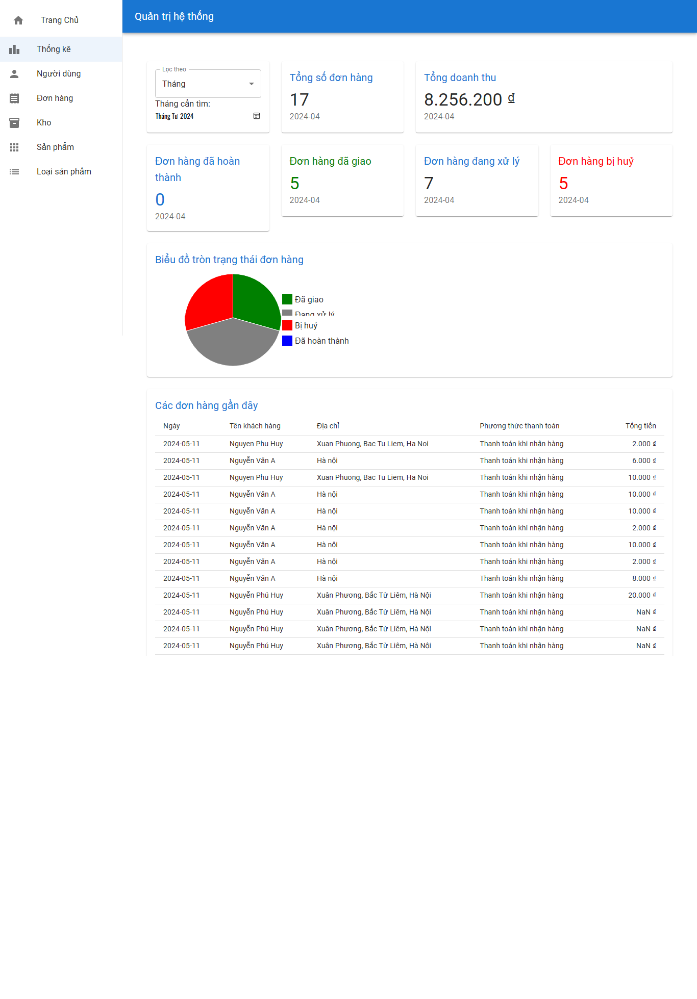 Quản trị hệ thống
Trang Chủ
Thống kê
Người dùng
Đơn hàng
Kho
Sản phẩm
Loại sản phẩm
Lọc theo
Tháng
Tháng cần tìm:
Tháng Tư 2024
Tổng số đơn hàng
17
2024-04
Tổng doanh thu
8.256.200 ₫
2024-04
Đơn hàng đã hoàn
thành
0
2024-04
Đơn hàng đã giao
5
2024-04
Đơn hàng đang xử lý
7
2024-04
Đơn hàng bị huỷ
5
2024-04
Biểu đồ tròn trạng thái đơn hàng
Đã giao
Đang xử lý
Bị huỷ
Đã hoàn thành
Các đơn hàng gần đây
Ngày Tên khách hàng Địa chỉ Phương thức thanh toán Tổng tiền
2024-05-11 Nguyen Phu Huy Xuan Phuong, Bac Tu Liem, Ha Noi Thanh toán khi nhận hàng 2.000 ₫
2024-05-11 Nguyễn Văn A Hà nội Thanh toán khi nhận hàng 6.000 ₫
2024-05-11 Nguyen Phu Huy Xuan Phuong, Bac Tu Liem, Ha Noi Thanh toán khi nhận hàng 10.000 ₫
2024-05-11 Nguyễn Văn A Hà nội Thanh toán khi nhận hàng 10.000 ₫
2024-05-11 Nguyễn Văn A Hà nội Thanh toán khi nhận hàng 10.000 ₫
2024-05-11 Nguyễn Văn A Hà nội Thanh toán khi nhận hàng 2.000 ₫
2024-05-11 Nguyễn Văn A Hà nội Thanh toán khi nhận hàng 10.000 ₫
2024-05-11 Nguyễn Văn A Hà nội Thanh toán khi nhận hàng 2.000 ₫
2024-05-11 Nguyễn Văn A Hà nội Thanh toán khi nhận hàng 8.000 ₫
2024-05-11 Nguyễn Phú Huy Xuân Phương, Bắc Từ Liêm, Hà Nội Thanh toán khi nhận hàng 20.000 ₫
2024-05-11 Nguyễn Phú Huy Xuân Phương, Bắc Từ Liêm, Hà Nội Thanh toán khi nhận hàng NaN ₫
2024-05-11 Nguyễn Phú Huy Xuân Phương, Bắc Từ Liêm, Hà Nội Thanh toán khi nhận hàng NaN ₫
2024-05-11 Nguyễn Phú Huy Xuân Phương, Bắc Từ Liêm, Hà Nội Thanh toán khi nhận hàng NaN ₫